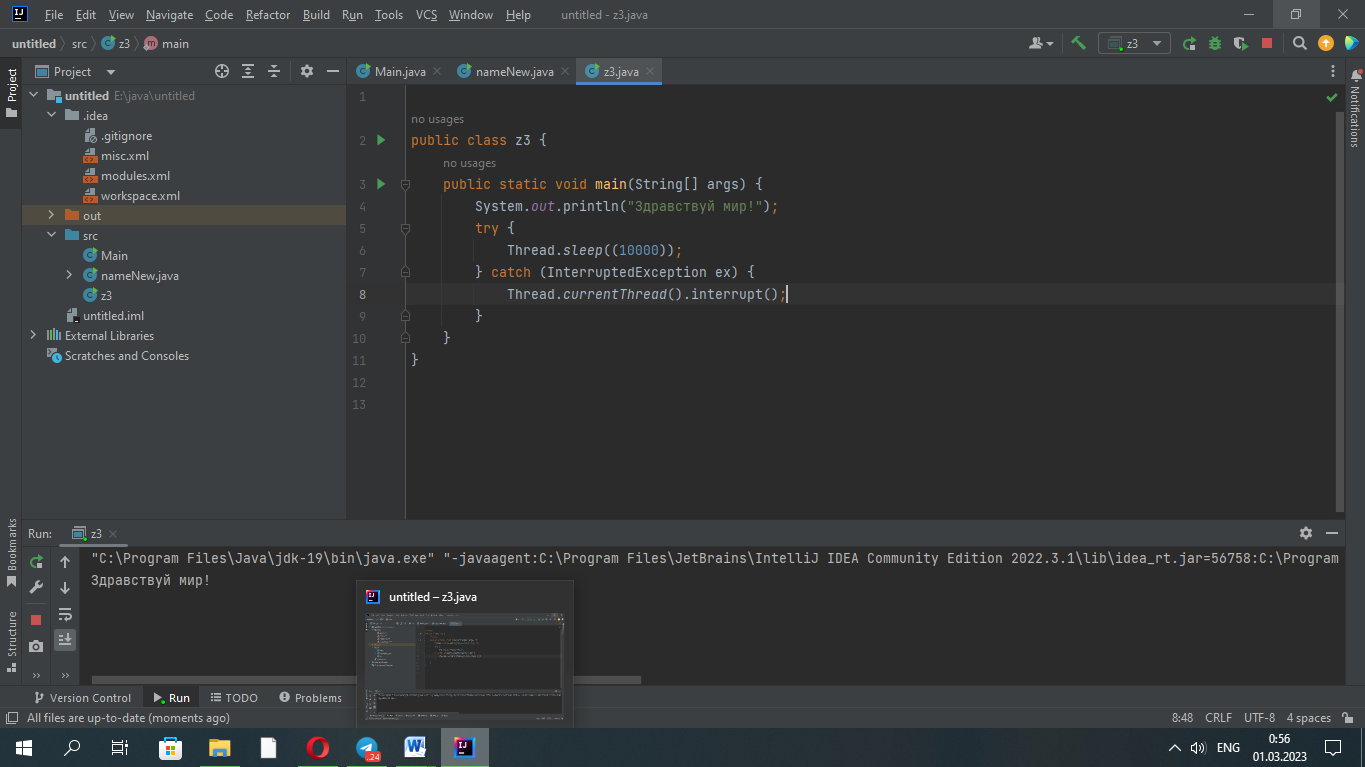 File Edit View Navigate Code Refactor Build Run Tools VCS Window Help untitled - z3.java
untitled src z3 main z3
Project
Main.java nameNew.java z3.java
Project
Notifications
untitled E:\java\untitled
.idea
.gitignore
misc.xml
modules.xml
workspace.xml
out
src
Main
nameNew.java
z3
untitled.iml
External Libraries
Scratches and Consoles
1
no usages
2 public class z3 {
no usages
3 public static void main(String[] args) {
4 System.out.println("Здравствуй мир!");
5 try {
6 Thread.sleep((10000));
7 } catch (InterruptedException ex) {
8 Thread.currentThread().interrupt();
9 }
10 }
11 }
12
13
Bookmarks
Structure
Run: z3
"C:\Program Files\Java\jdk-19\bin\java.exe" "-javaagent:C:\Program Files\JetBrains\IntelliJ IDEA Community Edition 2022.3.1\lib\idea_rt.jar=56758:C:\Program
Здравствуй мир!
untitled – z3.java
Version Control Run TODO Problems
All files are up-to-date (moments ago)
8:48 CRLF UTF-8 4 spaces
24
ENG
0:56
01.03.2023